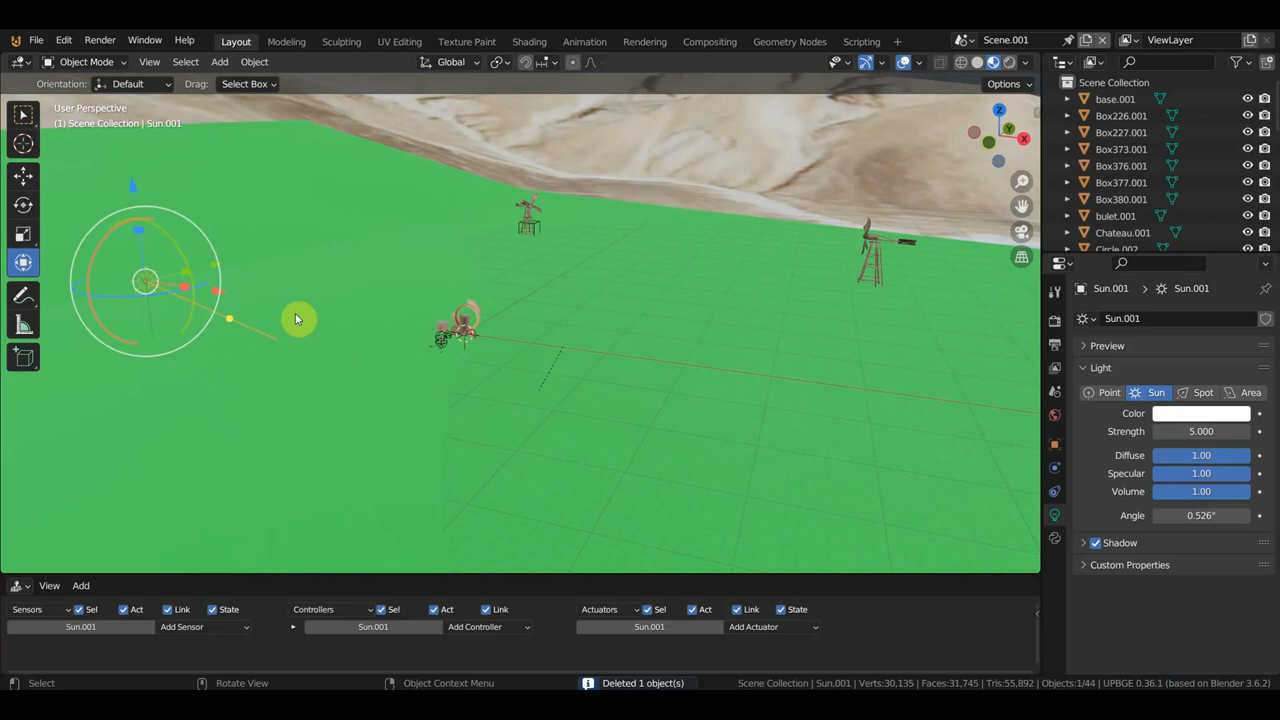 File Edit Render Window Help Layout Modeling Sculpting UV Editing Texture Paint Shading Animation Rendering Compositing Geometry Nodes Scripting + Scene.001 ViewLayer
Object Mode View Select Add Object Global
Orientation: Default Drag: Select Box Options
User Perspective
(1) Scene Collection | Sun.001
Z
Y
X
Scene Collection
base.001
Box226.001
Box227.001
Box373.001
Box376.001
Box377.001
Box380.001
bulet.001
Chateau.001
Circle.002
Sun.001 Sun.001
Sun.001
Preview
Light
Point Sun Spot Area
Color
Strength 5.000
Diffuse 1.00
Specular 1.00
Volume 1.00
Angle 0.526°
Shadow
Custom Properties
View Add
Sensors Sel Act Link State Controllers Sel Act Link Actuators Sel Act Link State
Sun.001 Add Sensor Sun.001 Add Controller Sun.001 Add Actuator
Select Rotate View Object Context Menu Deleted 1 object(s) Scene Collection | Sun.001 | Verts:30,135 | Faces:31,745 | Tris:55,892 | Objects:1/44 | UPBGE 0.36.1 (based on Blender 3.6.2)